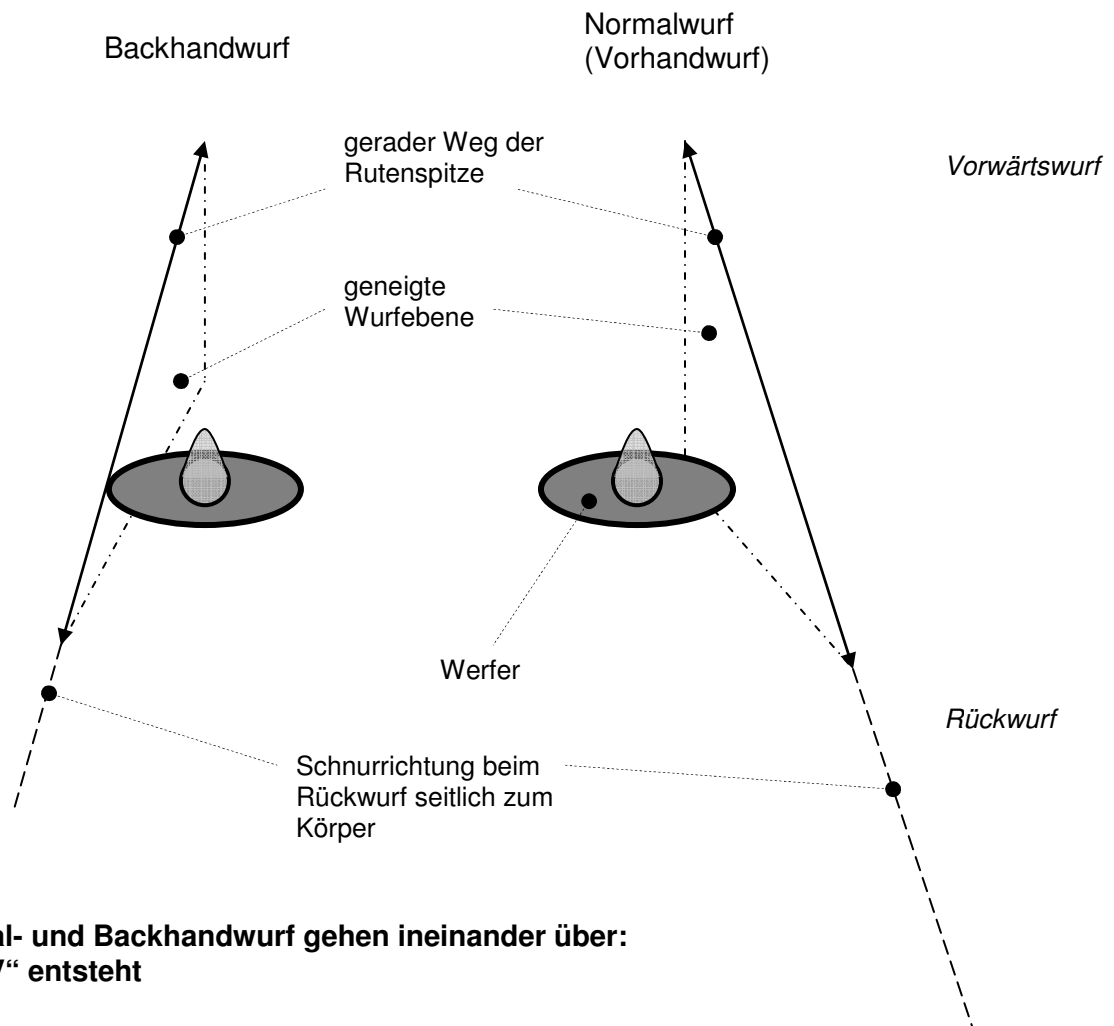 Backhandwurf
Normalwurf
(Vorhandwurf)
gerader Weg der
Rutenspitze
Vorwärtswurf
geneigte
Wurfebene
Werfer
Rückwurf
Schnurrichtung beim
Rückwurf seitlich zum
Körper
al- und Backhandwurf gehen ineinander über:
“ entsteht